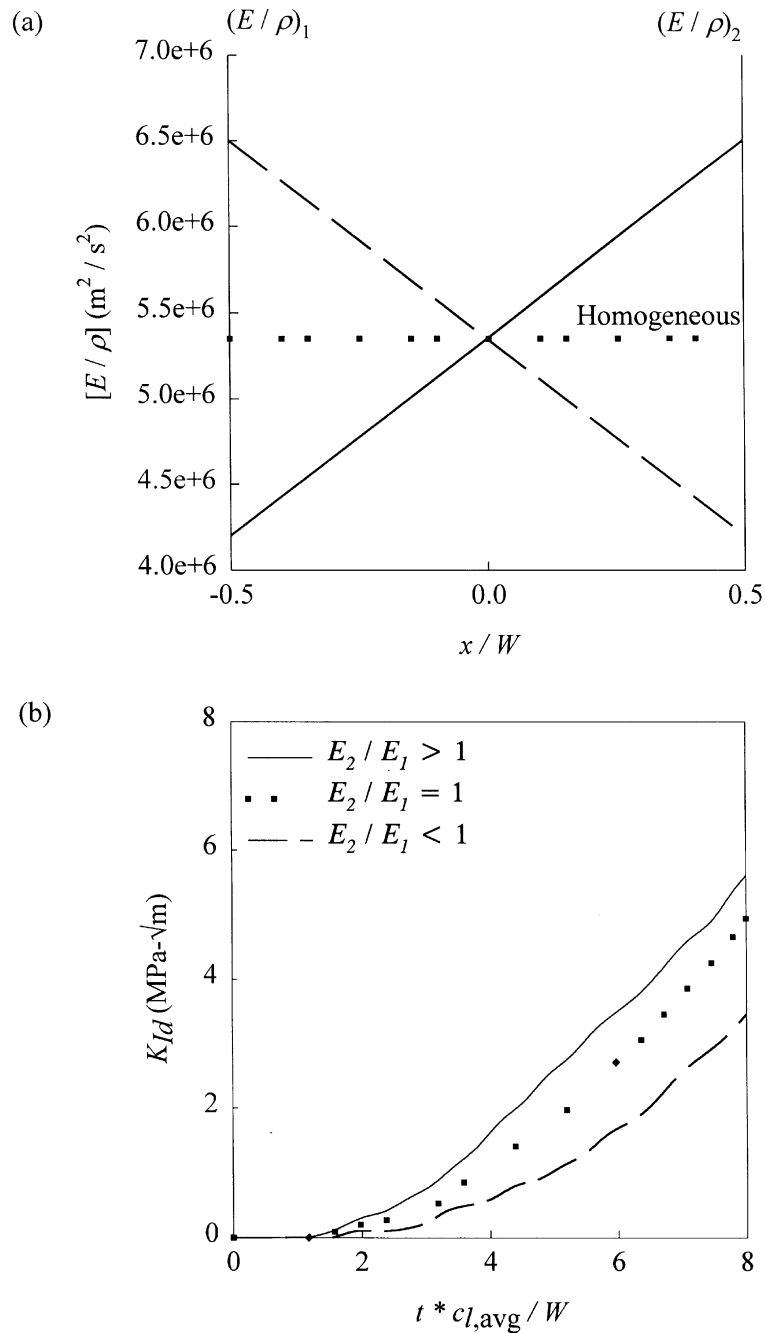 (a)
(E / ρ)₁ (E / ρ)₂
7.0e+6
6.5e+6
6.0e+6
5.5e+6
5.0e+6
4.5e+6
4.0e+6
[E / ρ] (m² / s²)
Homogeneous
-0.5 0.0 0.5
x / W
(b)
8
6
4
2
0
K_Id (MPa-√m)
E₂ / E₁ > 1
E₂ / E₁ = 1
E₂ / E₁ < 1
0 2 4 6 8
t * c_l,avg / W